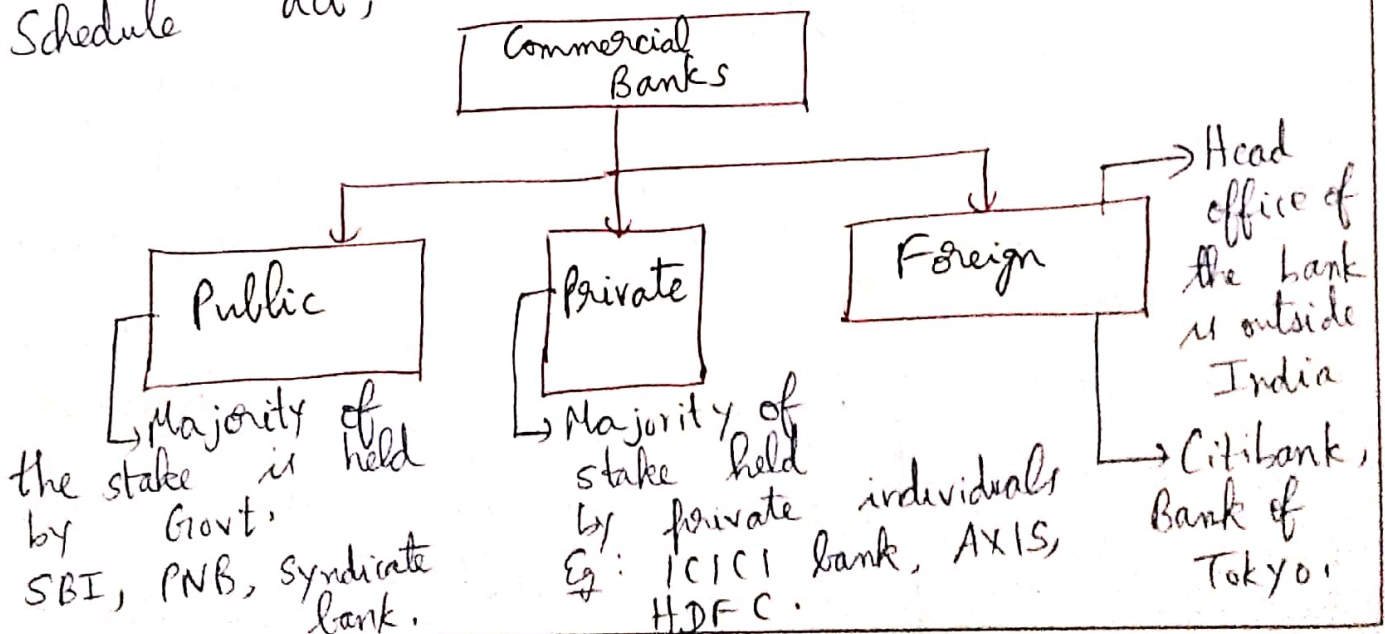 Schedule
Commercial
Banks
Public
Private
Foreign
Head
office of
the bank
is outside
India
Majority of
the stake is held
by Govt.
SBI, PNB, Syndicate
bank.
Majority of
stake held
by private individuals
Eg: ICICI bank, AXIS,
HDFC.
Citibank,
Bank of
Tokyo.